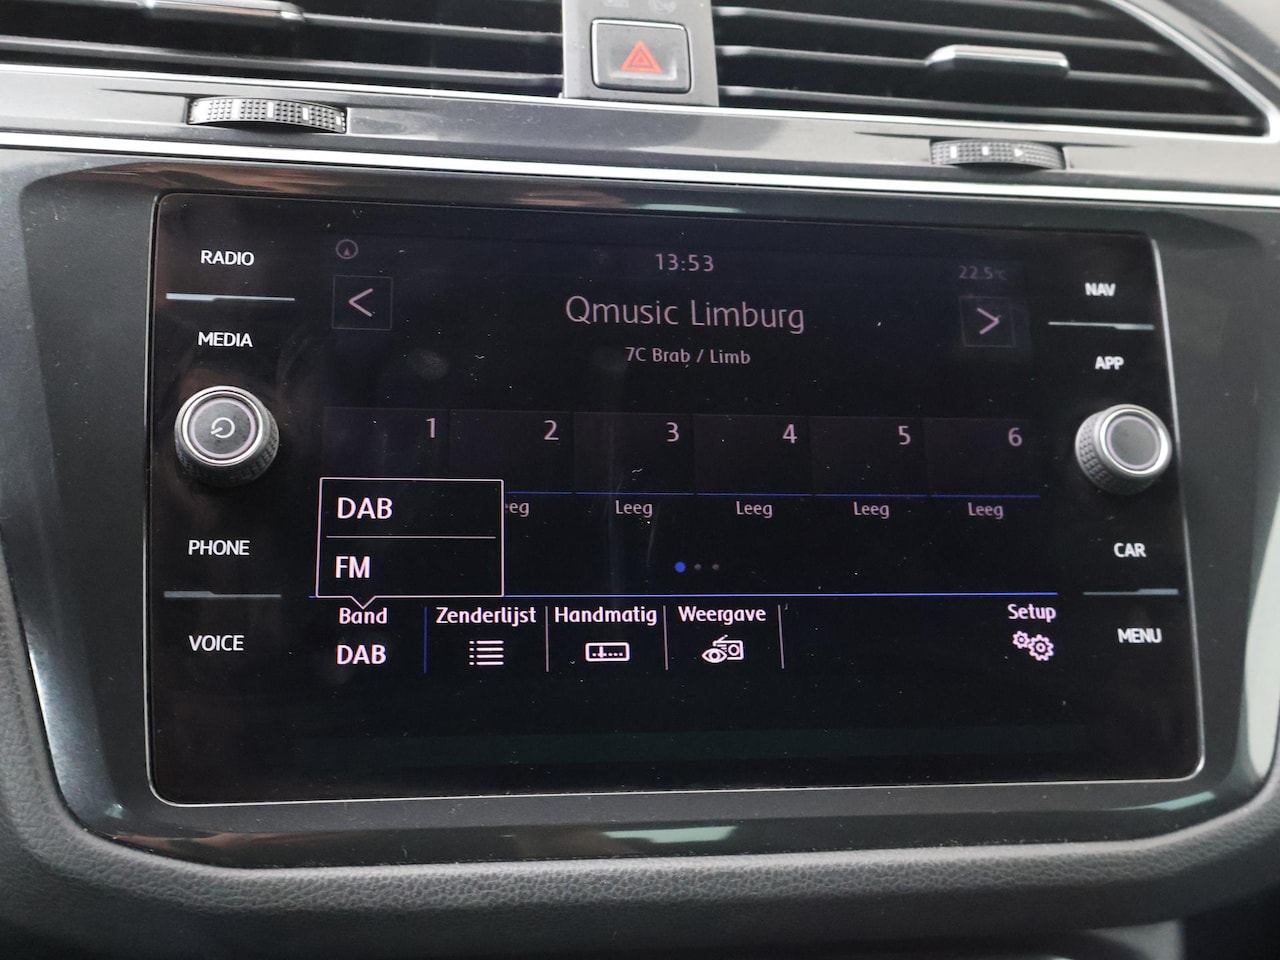 RADIO
MEDIA
PHONE
VOICE
13:53
22.5°C
Qmusic Limburg
7C Brab / Limb
1 2 3 4 5 6
eeg Leeg Leeg Leeg Leeg
DAB
FM
Band Zenderlijst Handmatig Weergave Setup
DAB
NAV
APP
CAR
MENU